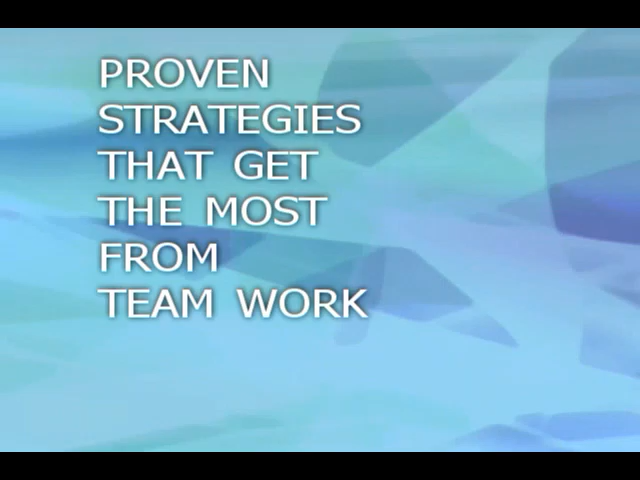 PROVEN
STRATEGIES
THAT GET
THE MOST
FROM
TEAM WORK